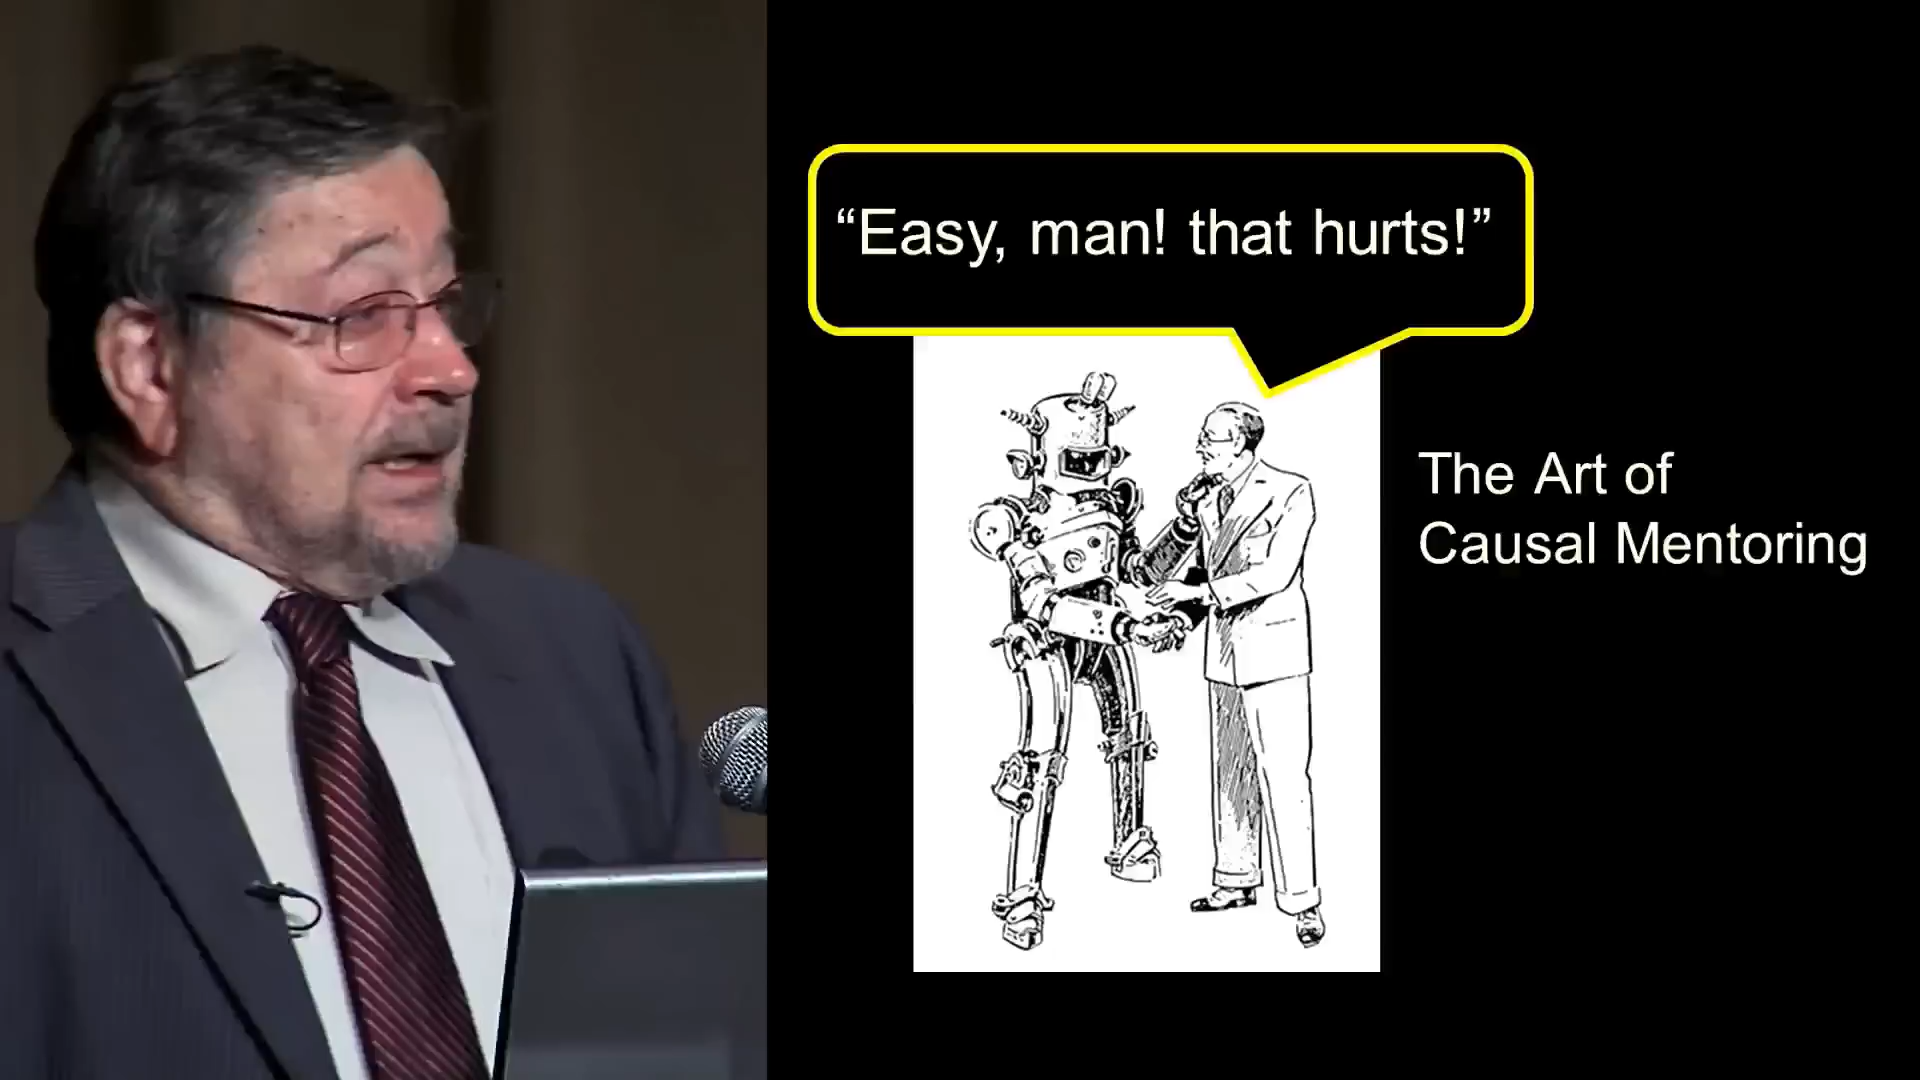 “Easy, man! that hurts!”
The Art of
Causal Mentoring